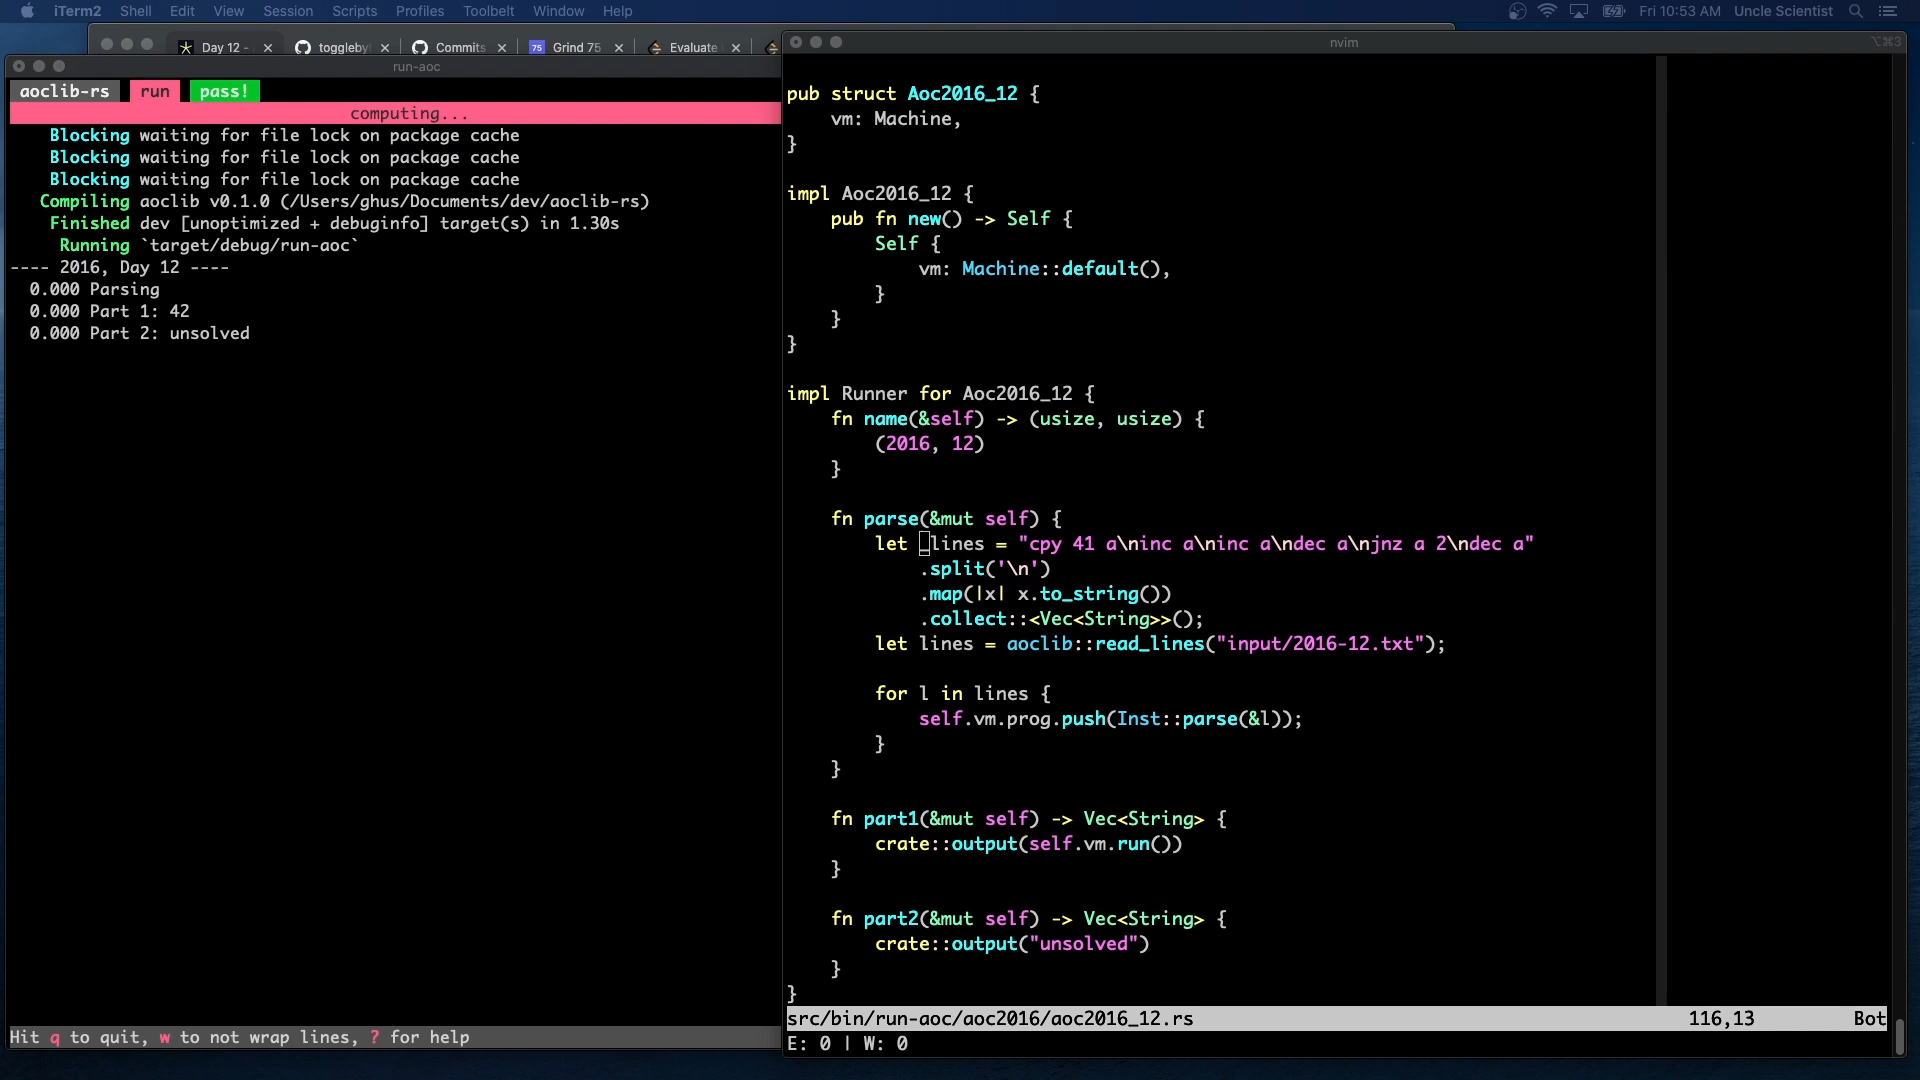 iTerm2 Shell Edit View Session Scripts Profiles Toolbelt Window Help Fri 10:53 AM Uncle Scientist
Day 12 - × toggleby × Commits × 75 Grind 75 × Evaluate ×
run-aoc
aoclib-rs run pass!
computing...
Blocking waiting for file lock on package cache
Blocking waiting for file lock on package cache
Blocking waiting for file lock on package cache
Compiling aoclib v0.1.0 (/Users/ghus/Documents/dev/aoclib-rs)
Finished dev [unoptimized + debuginfo] target(s) in 1.30s
Running `target/debug/run-aoc`
---- 2016, Day 12 ----
0.000 Parsing
0.000 Part 1: 42
0.000 Part 2: unsolved
Hit q to quit, w to not wrap lines, ? for help
nvim ⌥⌘3
pub struct Aoc2016_12 {
vm: Machine,
}
impl Aoc2016_12 {
pub fn new() -> Self {
Self {
vm: Machine::default(),
}
}
}
impl Runner for Aoc2016_12 {
fn name(&self) -> (usize, usize) {
(2016, 12)
}
fn parse(&mut self) {
let _lines = "cpy 41 a\ninc a\ninc a\ndec a\njnz a 2\ndec a"
.split('\n')
.map(|x| x.to_string())
.collect::<Vec<String>>();
let lines = aoclib::read_lines("input/2016-12.txt");
for l in lines {
self.vm.prog.push(Inst::parse(&l));
}
}
fn part1(&mut self) -> Vec<String> {
crate::output(self.vm.run())
}
fn part2(&mut self) -> Vec<String> {
crate::output("unsolved")
}
}
src/bin/run-aoc/aoc2016/aoc2016_12.rs 116,13 Bot
E: 0 | W: 0